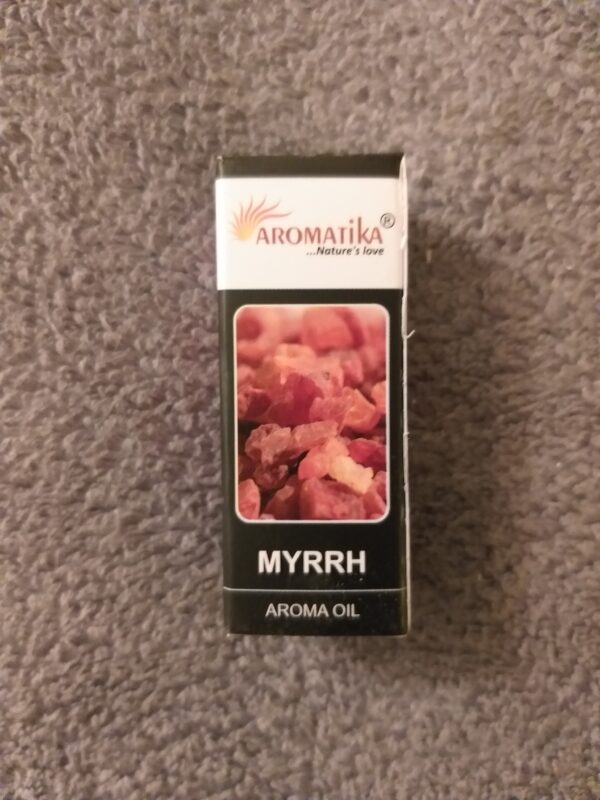 AROMATiKA®
...Nature's love
MYRRH
AROMA OIL